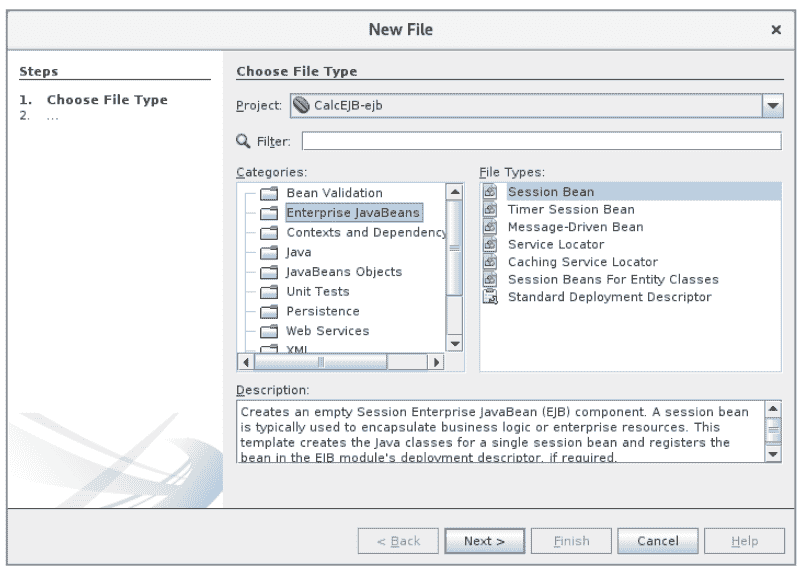 New File
Steps
1. Choose File Type
2. ...
Choose File Type
Project: CalcEJB-ejb
Filter:
Categories:
Bean Validation
Enterprise JavaBeans
Contexts and Dependency
Java
JavaBeans Objects
Unit Tests
Persistence
Web Services
XML
File Types:
Session Bean
Timer Session Bean
Message-Driven Bean
Service Locator
Caching Service Locator
Session Beans For Entity Classes
Standard Deployment Descriptor
Description:
Creates an empty Session Enterprise JavaBean (EJB) component. A session bean
is typically used to encapsulate business logic or enterprise resources. This
template creates the Java classes for a single session bean and registers the
bean in the EJB module's deployment descriptor, if required.
< Back
Next >
Finish
Cancel
Help